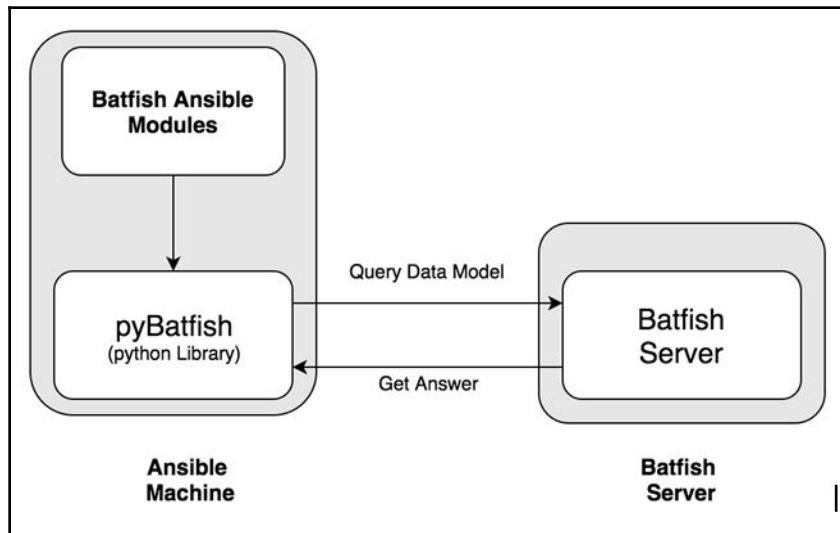 Batfish Ansible
Modules
pyBatfish
(python Library)
Query Data Model
Get Answer
Batfish
Server
Ansible
Machine
Batfish
Server